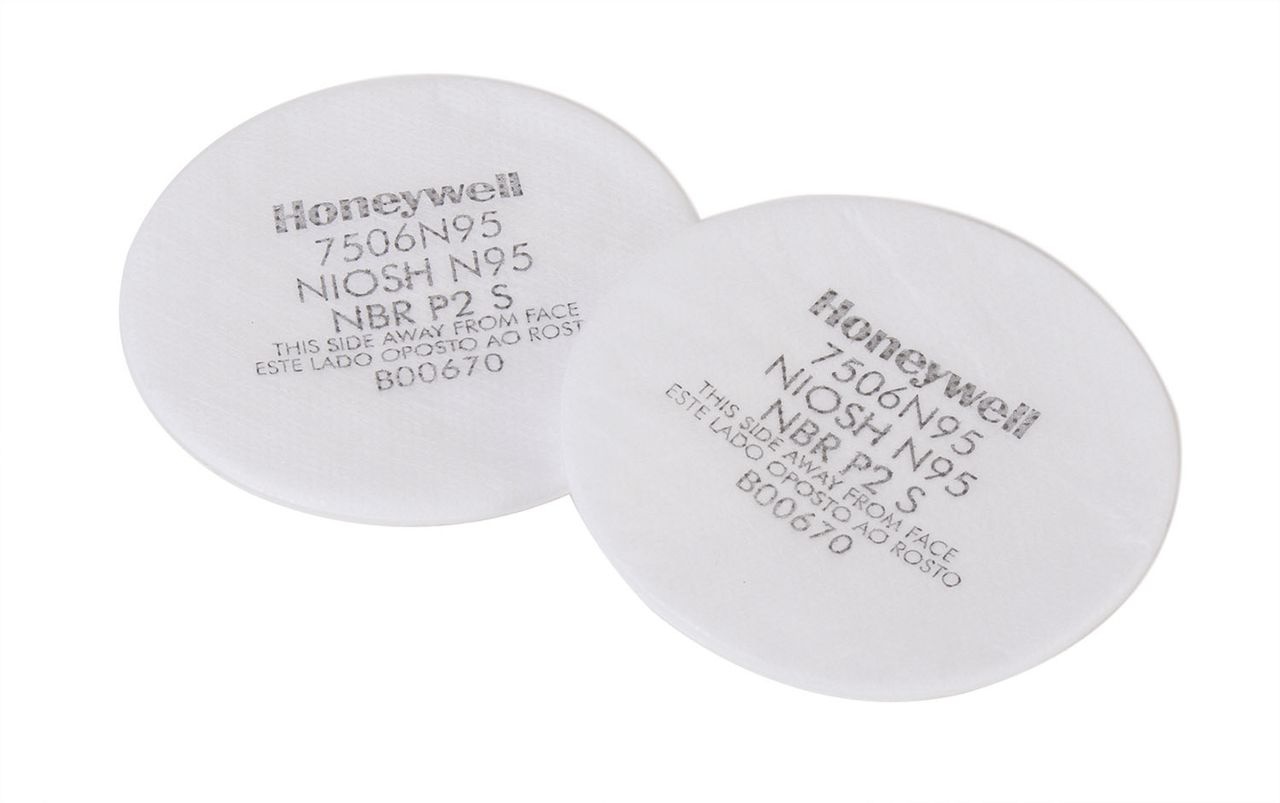 Honeywell
7506N95
NIOSH N95
NBR P2 S
THIS SIDE AWAY FROM FACE
ESTE LADO OPOSTO AO ROST
B00670
Honeywell
7506N95
NIOSH N95
NBR P2 S
THIS SIDE AWAY FROM FACE
ESTE LADO OPOSTO AO ROSTO
B00670